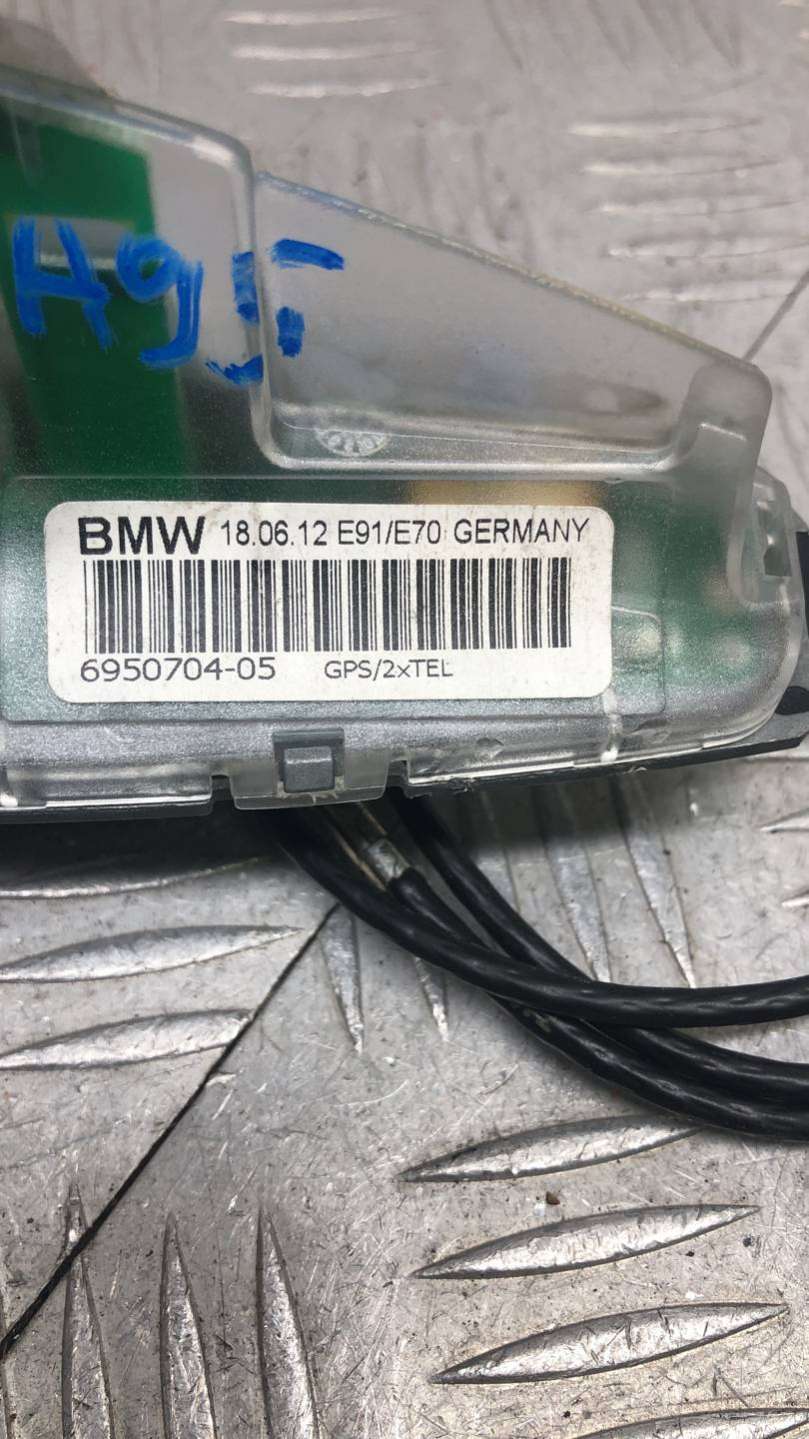 H95
BMW 18.06.12 E91/E70 GERMANY
6950704-05 GPS/2xTEL